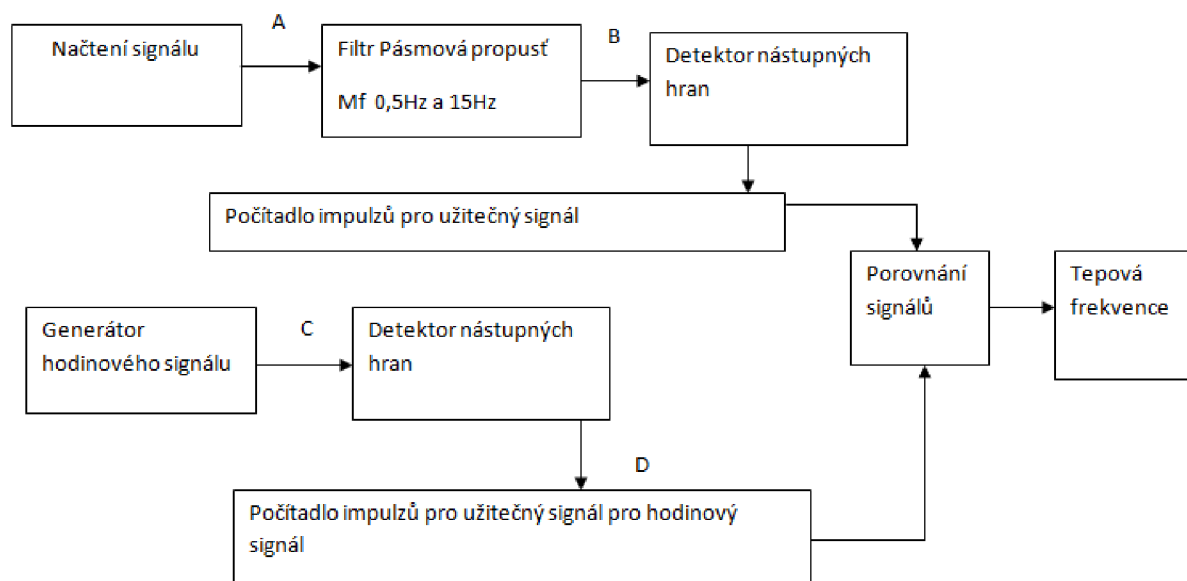 A
Načtení signálu
Filtr Pásmová propusť
Mf 0,5Hz a 15Hz
B
Detektor nástupných
hran
Počítadlo impulzů pro užitečný signál
Porovnání
signálů
Tepová
frekvence
Generátor
hodinového signálu
C
Detektor nástupných
hran
D
Počítadlo impulzů pro užitečný signál pro hodinový
signál